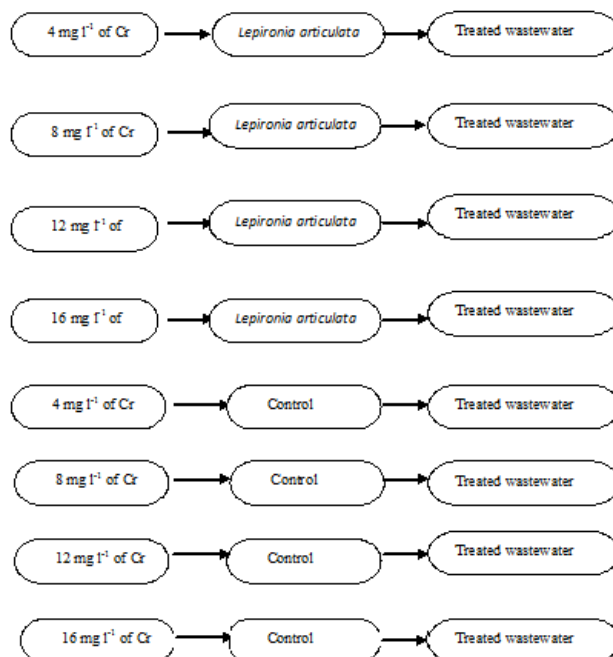 4 mg l⁻¹ of Cr Lepironia articulata Treated wastewater
8 mg l⁻¹ of Cr Lepironia articulata Treated wastewater
12 mg l⁻¹ of Lepironia articulata Treated wastewater
16 mg l⁻¹ of Lepironia articulata Treated wastewater
4 mg l⁻¹ of Cr Control Treated wastewater
8 mg l⁻¹ of Cr Control Treated wastewater
12 mg l⁻¹ of Cr Control Treated wastewater
16 mg l⁻¹ of Cr Control Treated wastewater